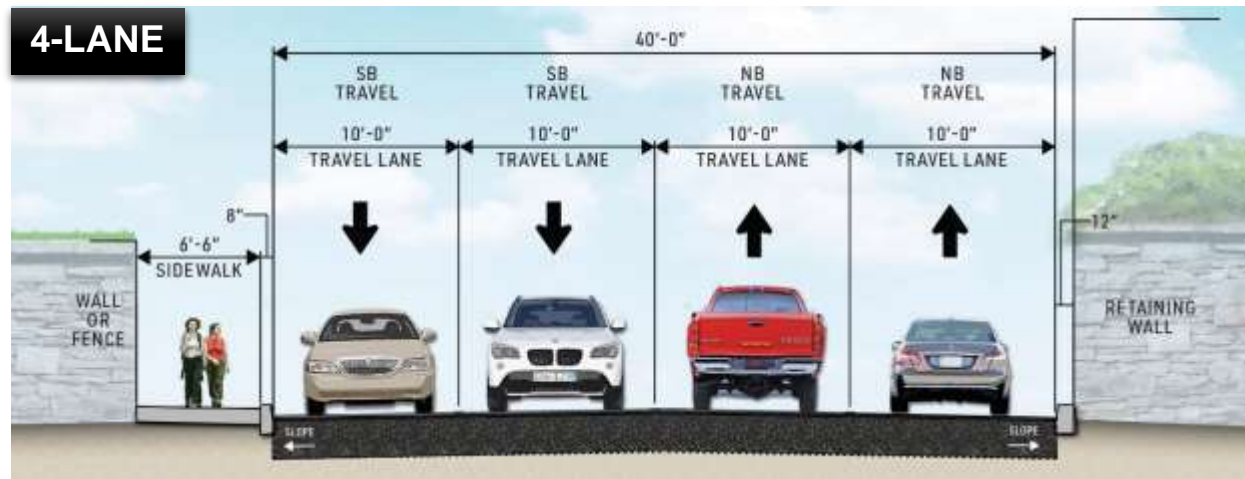 4-LANE
40'-0"
SB
TRAVEL
SB
TRAVEL
NB
TRAVEL
NB
TRAVEL
10'-0"
TRAVEL LANE
10'-0"
TRAVEL LANE
10'-0"
TRAVEL LANE
10'-0"
TRAVEL LANE
8"
6'-6"
SIDEWALK
12"
WALL
OR
FENCE
RETAINING
WALL
SLOPE
SLOPE